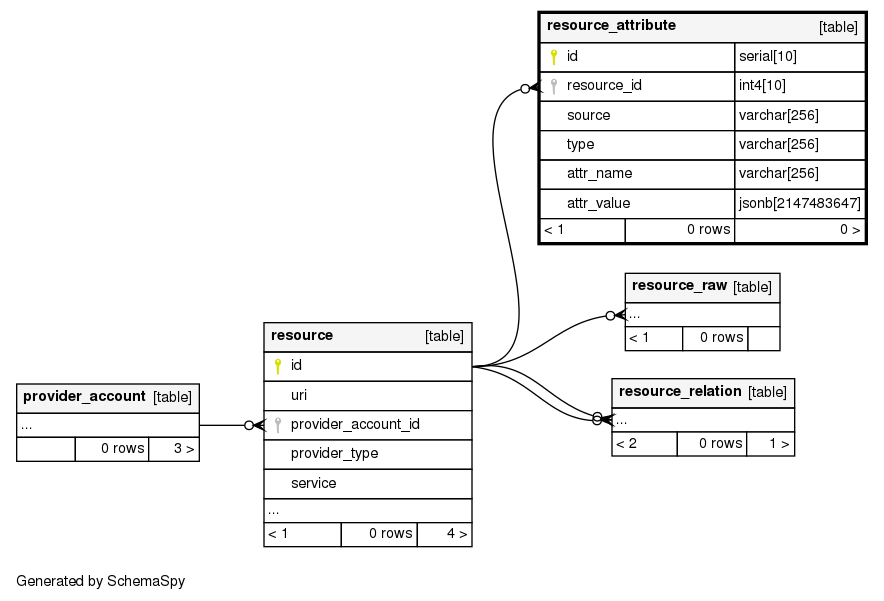 resource_attribute [table]
id serial[10]
resource_id int4[10]
source varchar[256]
type varchar[256]
attr_name varchar[256]
attr_value jsonb[2147483647]
< 1 0 rows 0 >
resource_raw [table]
...
< 1 0 rows
resource [table]
id
uri
provider_account_id
provider_type
service
...
< 1 0 rows 4 >
resource_relation [table]
...
< 2 0 rows 1 >
provider_account [table]
...
0 rows 3 >
Generated by SchemaSpy